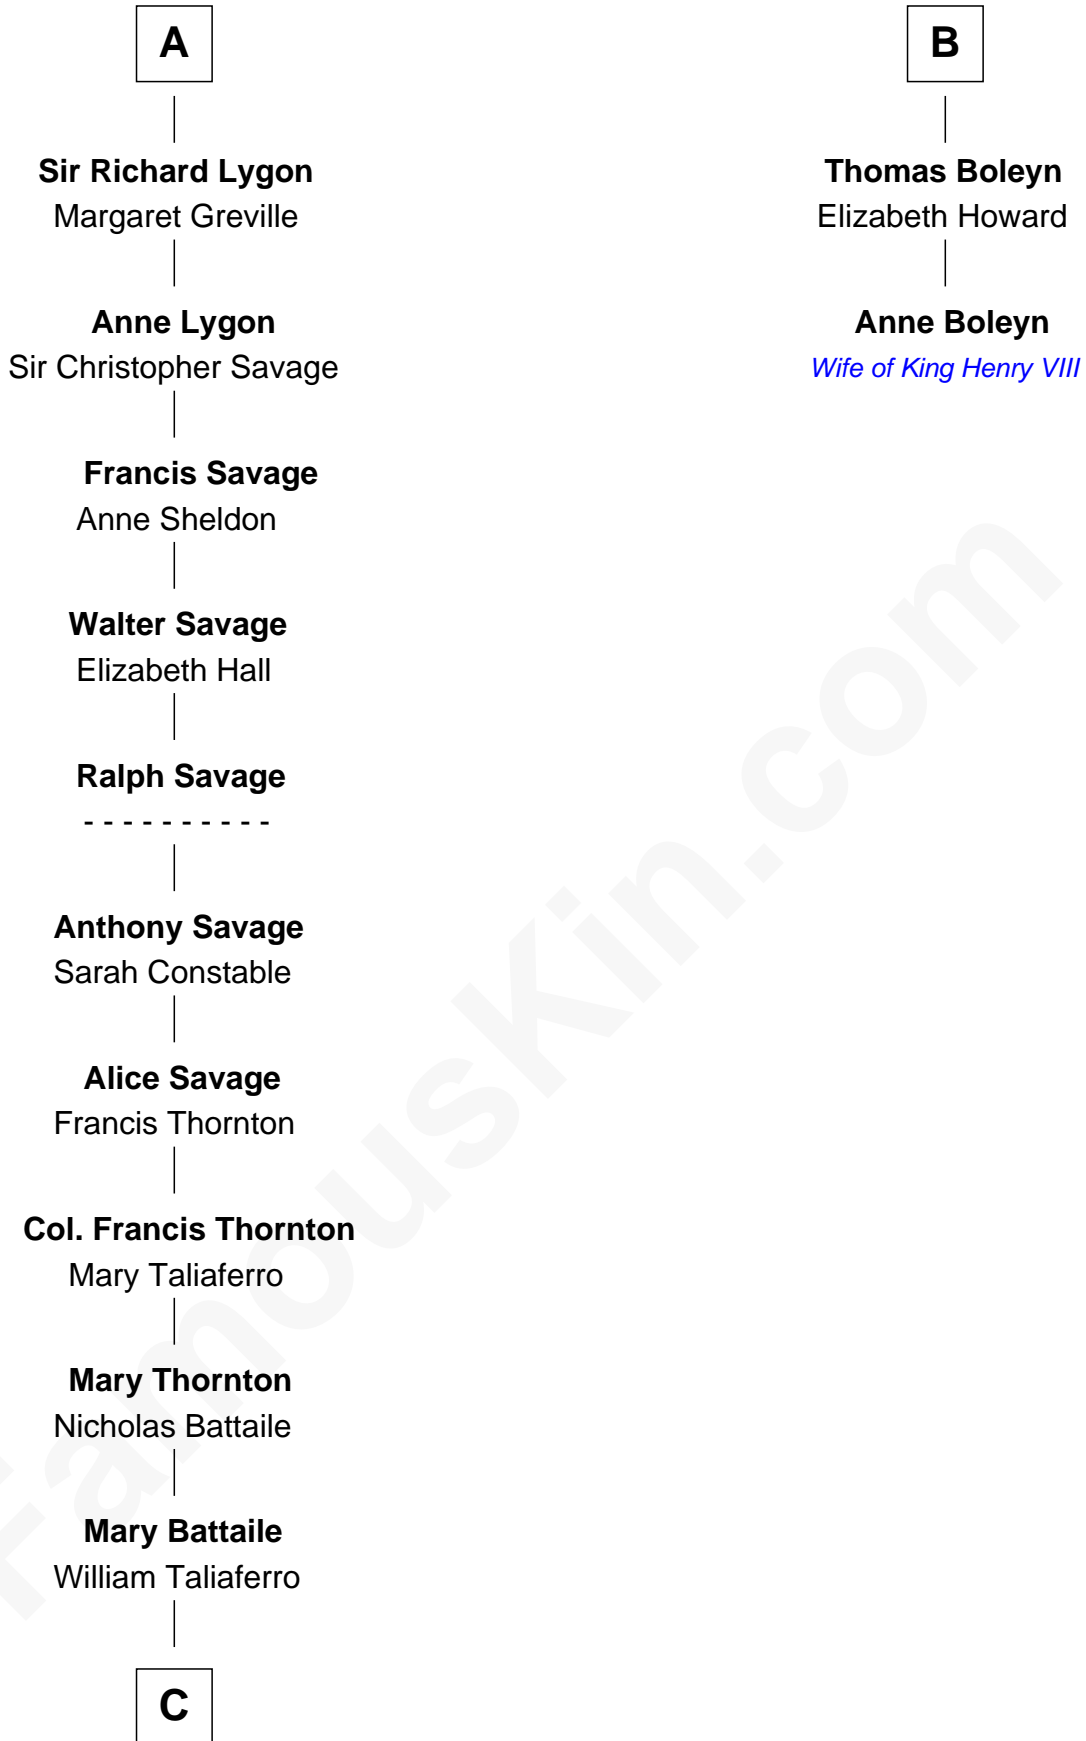 A
Sir Richard Lygon
Margaret Greville
Anne Lygon
Sir Christopher Savage
Francis Savage
Anne Sheldon
Walter Savage
Elizabeth Hall
Ralph Savage
- - - - - - - - - -
Anthony Savage
Sarah Constable
Alice Savage
Francis Thornton
Col. Francis Thornton
Mary Taliaferro
Mary Thornton
Nicholas Battaile
Mary Battaile
William Taliaferro
C
B
Thomas Boleyn
Elizabeth Howard
Anne Boleyn
Wife of King Henry VIII
FamousKin.com